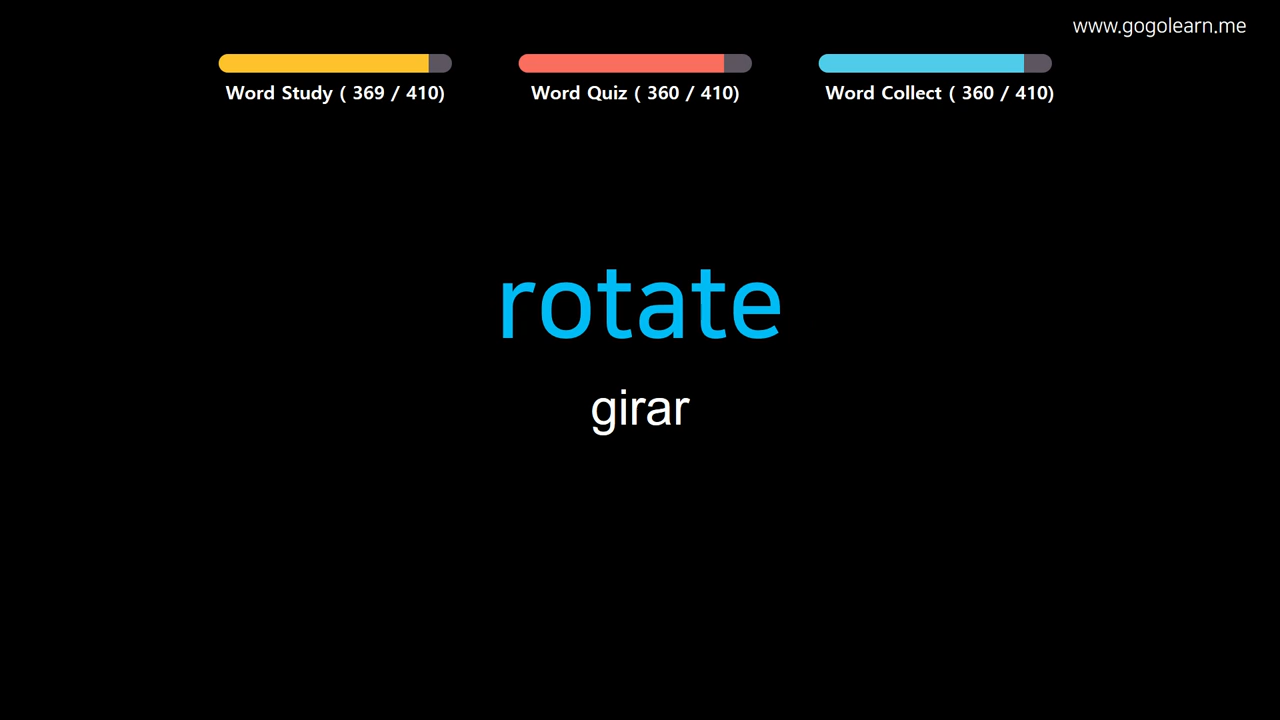 www.gogolearn.me
Word Study ( 369 / 410)
Word Quiz ( 360 / 410)
Word Collect ( 360 / 410)
rotate
girar